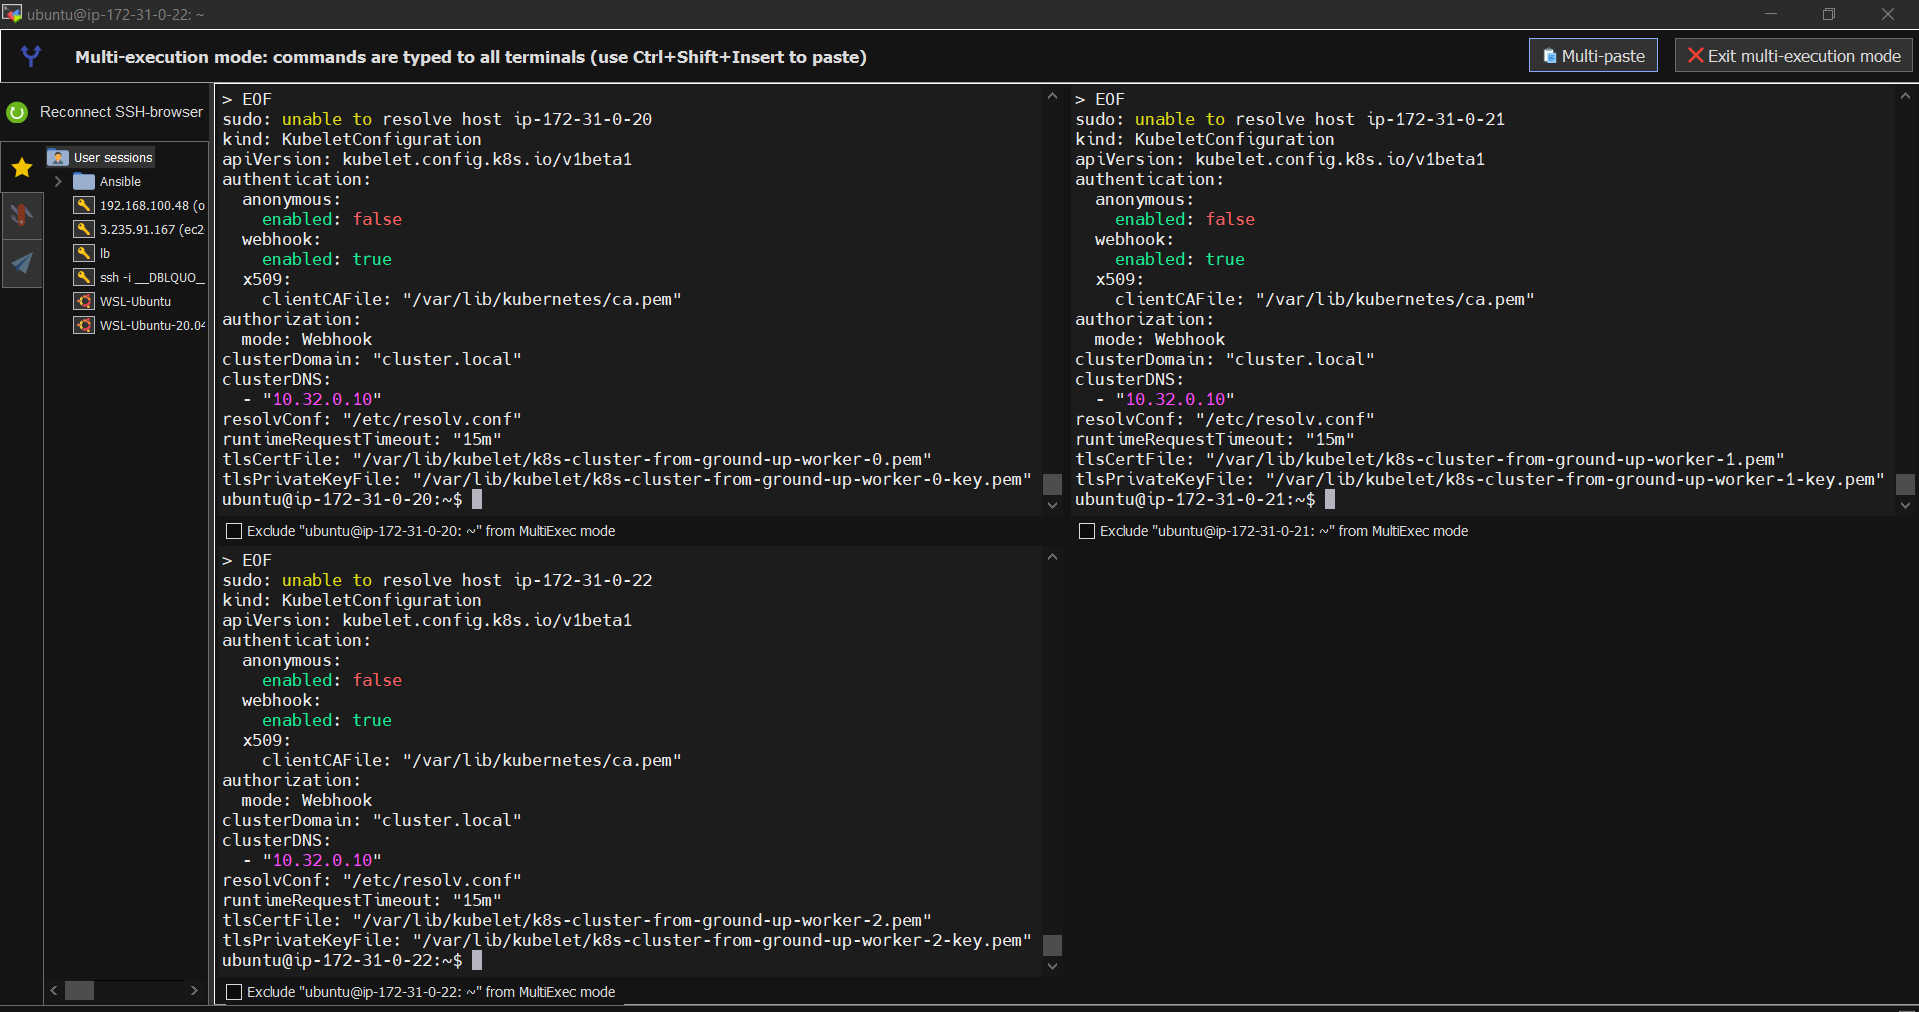 ubuntu@ip-172-31-0-22: ~
Multi-execution mode: commands are typed to all terminals (use Ctrl+Shift+Insert to paste)
Multi-paste
Exit multi-execution mode
Reconnect SSH-browser
User sessions
Ansible
192.168.100.48 (o
3.235.91.167 (ec2
lb
ssh -i __DBLQUO_
WSL-Ubuntu
WSL-Ubuntu-20.04
> EOF
sudo: unable to resolve host ip-172-31-0-20
kind: KubeletConfiguration
apiVersion: kubelet.config.k8s.io/v1beta1
authentication:
  anonymous:
    enabled: false
  webhook:
    enabled: true
  x509:
    clientCAFile: "/var/lib/kubernetes/ca.pem"
authorization:
  mode: Webhook
clusterDomain: "cluster.local"
clusterDNS:
  - "10.32.0.10"
resolvConf: "/etc/resolv.conf"
runtimeRequestTimeout: "15m"
tlsCertFile: "/var/lib/kubelet/k8s-cluster-from-ground-up-worker-0.pem"
tlsPrivateKeyFile: "/var/lib/kubelet/k8s-cluster-from-ground-up-worker-0-key.pem"
ubuntu@ip-172-31-0-20:~$
Exclude "ubuntu@ip-172-31-0-20: ~" from MultiExec mode
> EOF
sudo: unable to resolve host ip-172-31-0-21
kind: KubeletConfiguration
apiVersion: kubelet.config.k8s.io/v1beta1
authentication:
  anonymous:
    enabled: false
  webhook:
    enabled: true
  x509:
    clientCAFile: "/var/lib/kubernetes/ca.pem"
authorization:
  mode: Webhook
clusterDomain: "cluster.local"
clusterDNS:
  - "10.32.0.10"
resolvConf: "/etc/resolv.conf"
runtimeRequestTimeout: "15m"
tlsCertFile: "/var/lib/kubelet/k8s-cluster-from-ground-up-worker-1.pem"
tlsPrivateKeyFile: "/var/lib/kubelet/k8s-cluster-from-ground-up-worker-1-key.pem"
ubuntu@ip-172-31-0-21:~$
Exclude "ubuntu@ip-172-31-0-21: ~" from MultiExec mode
> EOF
sudo: unable to resolve host ip-172-31-0-22
kind: KubeletConfiguration
apiVersion: kubelet.config.k8s.io/v1beta1
authentication:
  anonymous:
    enabled: false
  webhook:
    enabled: true
  x509:
    clientCAFile: "/var/lib/kubernetes/ca.pem"
authorization:
  mode: Webhook
clusterDomain: "cluster.local"
clusterDNS:
  - "10.32.0.10"
resolvConf: "/etc/resolv.conf"
runtimeRequestTimeout: "15m"
tlsCertFile: "/var/lib/kubelet/k8s-cluster-from-ground-up-worker-2.pem"
tlsPrivateKeyFile: "/var/lib/kubelet/k8s-cluster-from-ground-up-worker-2-key.pem"
ubuntu@ip-172-31-0-22:~$
Exclude "ubuntu@ip-172-31-0-22: ~" from MultiExec mode